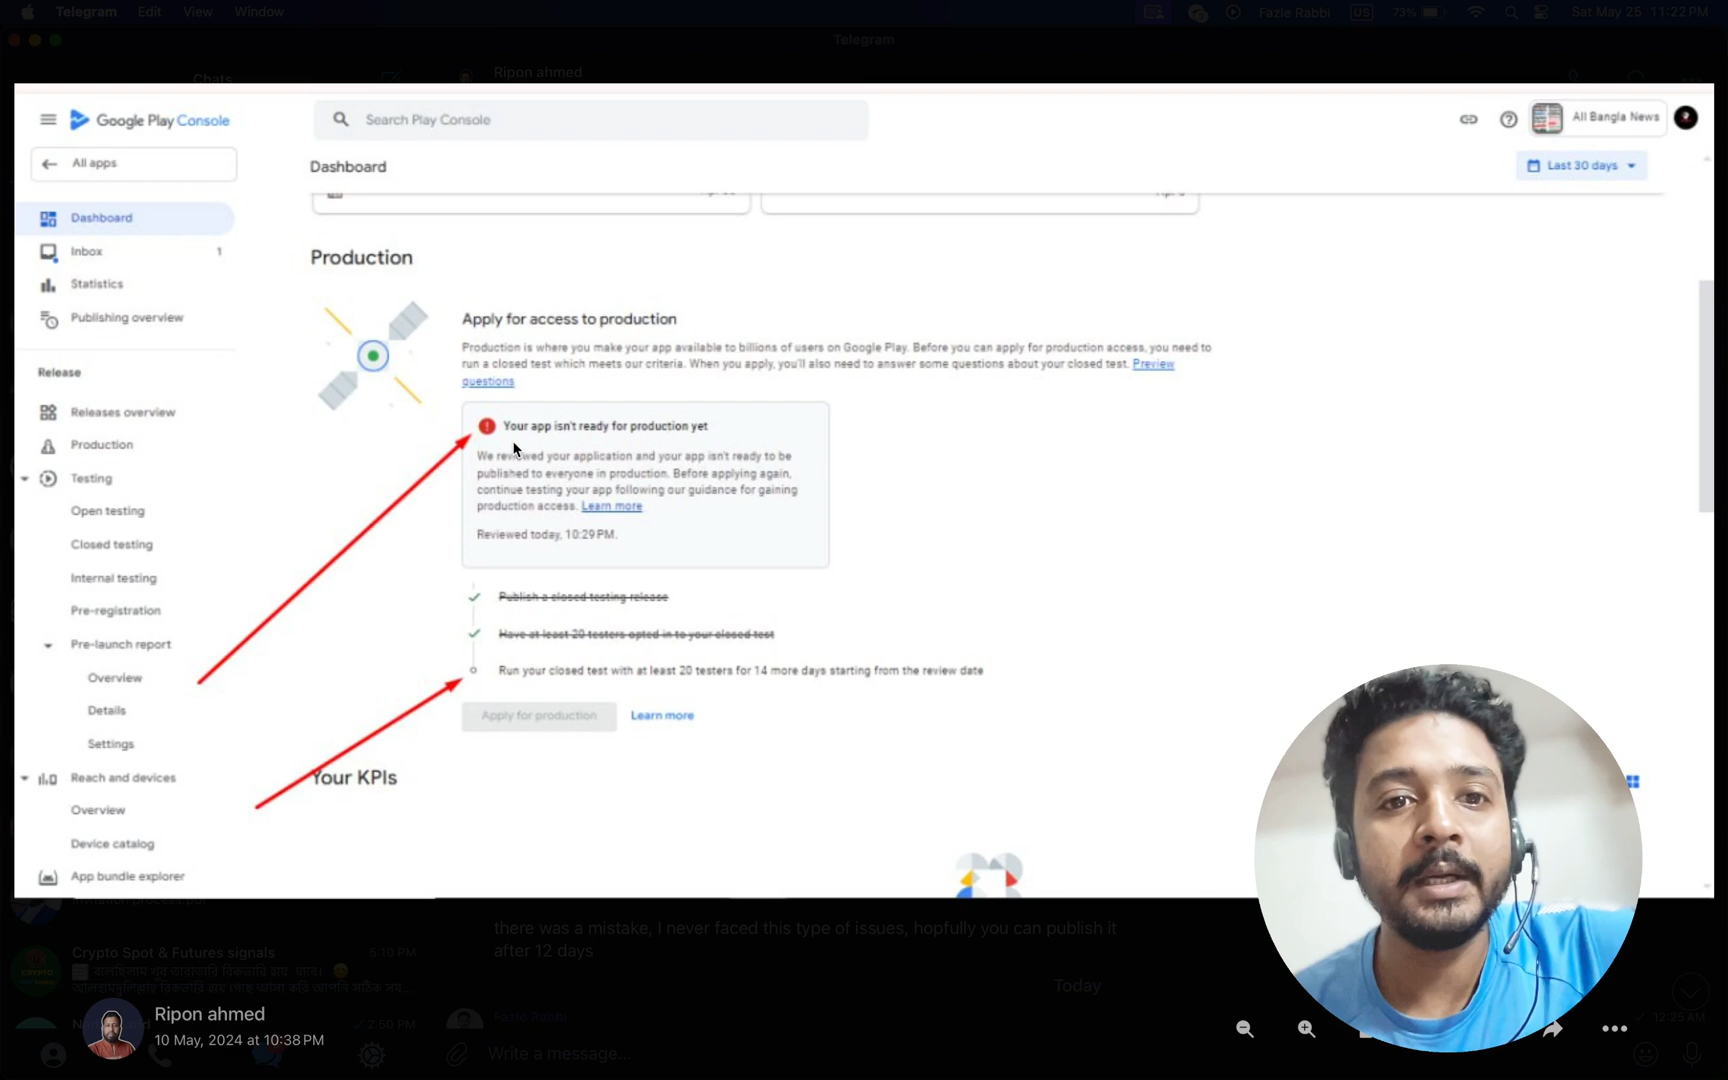 Telegram Edit View Window
Fazle Rabbi US 73% Sat May 25 11:22 PM
Telegram
Chats
Ripon ahmed
Google Play Console
Search Play Console
All Bangla News
All apps
Dashboard
Last 30 days
Dashboard
Inbox 1
Statistics
Publishing overview
Release
Releases overview
Production
Testing
Open testing
Closed testing
Internal testing
Pre-registration
Pre-launch report
Overview
Details
Settings
Reach and devices
Overview
Device catalog
App bundle explorer
Production
Apply for access to production
Production is where you make your app available to billions of users on Google Play. Before you can apply for production access, you need to
run a closed test which meets our criteria. When you apply, you'll also need to answer some questions about your closed test. Preview
questions
Your app isn't ready for production yet
We reviewed your application and your app isn't ready to be
published to everyone in production. Before applying again,
continue testing your app following our guidance for gaining
production access. Learn more
Reviewed today, 10:29 PM.
Publish a closed testing release
Have at least 20 testers opted in to your closed test
Run your closed test with at least 20 testers for 14 more days starting from the review date
Apply for production Learn more
Your KPIs
there was a mistake, I never faced this type of issues, hopfully you can publish it
after 12 days
Crypto Spot & Futures signals 5:10 PM
Today
Ripon ahmed
10 May, 2024 at 10:38 PM
2:50 PM
Fazle Rabbi
12:25 AM
Write a message...